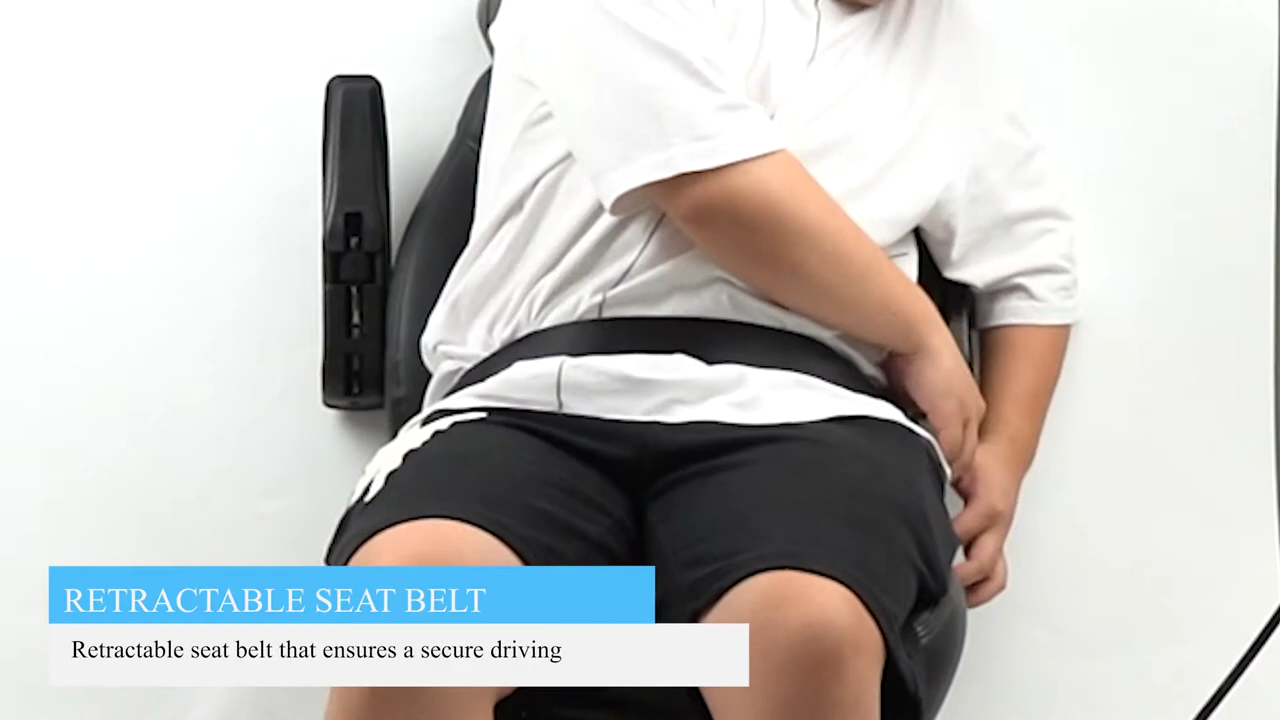 RETRACTABLE SEAT BELT
Retractable seat belt that ensures a secure driving